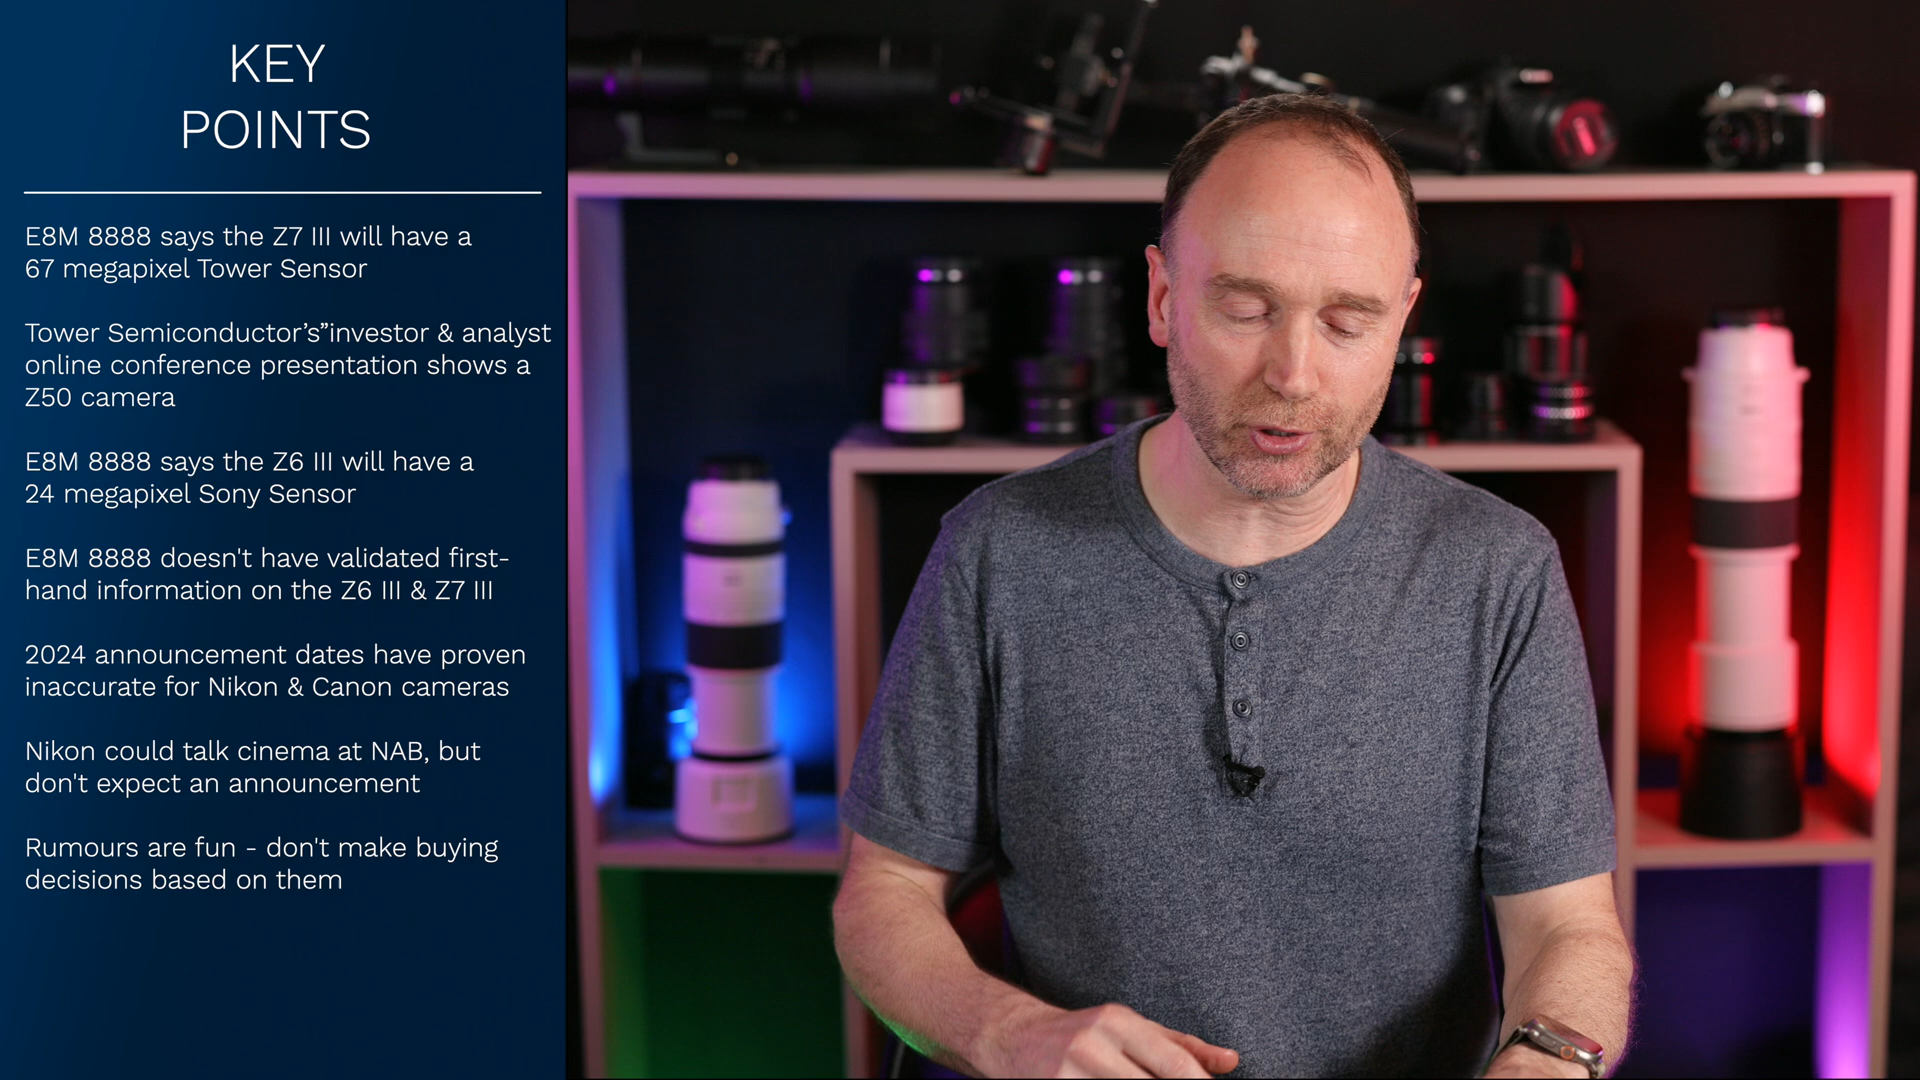 KEY
POINTS
E8M 8888 says the Z7 III will have a
67 megapixel Tower Sensor
Tower Semiconductor’s”investor & analyst
online conference presentation shows a
Z50 camera
E8M 8888 says the Z6 III will have a
24 megapixel Sony Sensor
E8M 8888 doesn't have validated first-
hand information on the Z6 III & Z7 III
2024 announcement dates have proven
inaccurate for Nikon & Canon cameras
Nikon could talk cinema at NAB, but
don't expect an announcement
Rumours are fun - don't make buying
decisions based on them